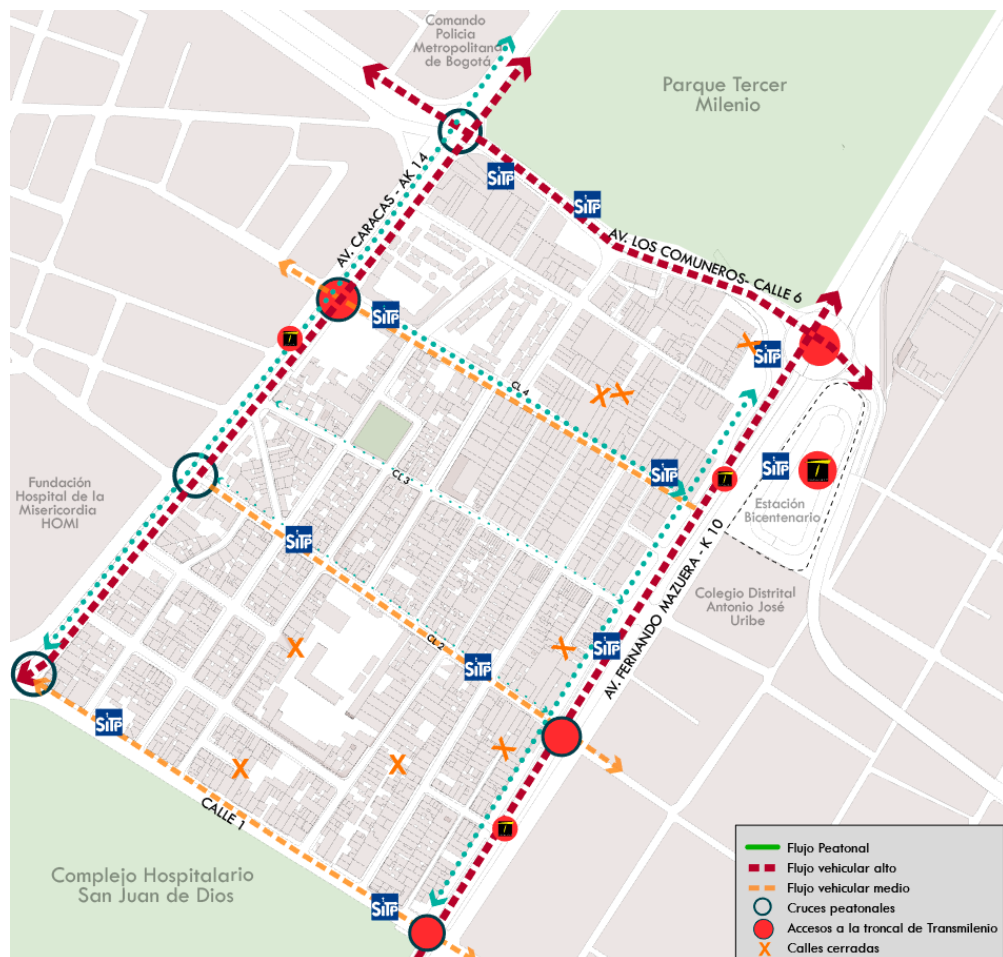 Comando
Policia
Metropolitana
de Bogotá
Parque Tercer
Milenio
AV. CARACAS - AK 14
SiTP
SiTP
AV. LOS COMUNEROS- CALLE 6
SiTP
SiTP
CL 4
CL 3
SiTP
SiTP
Fundación
Hospital de la
Misericordia
HOMI
Estación
Bicentenario
SiTP
AV. FERNANDO MAZUERA - K 10
Colegio Distrital
Antonio José
Uribe
CL 2
SiTP
SiTP
SiTP
CALLE 1
Complejo Hospitalario
San Juan de Dios
SiTP
Flujo Peatonal
Flujo vehicular alto
Flujo vehicular medio
Cruces peatonales
Accesos a la troncal de Transmilenio
Calles cerradas